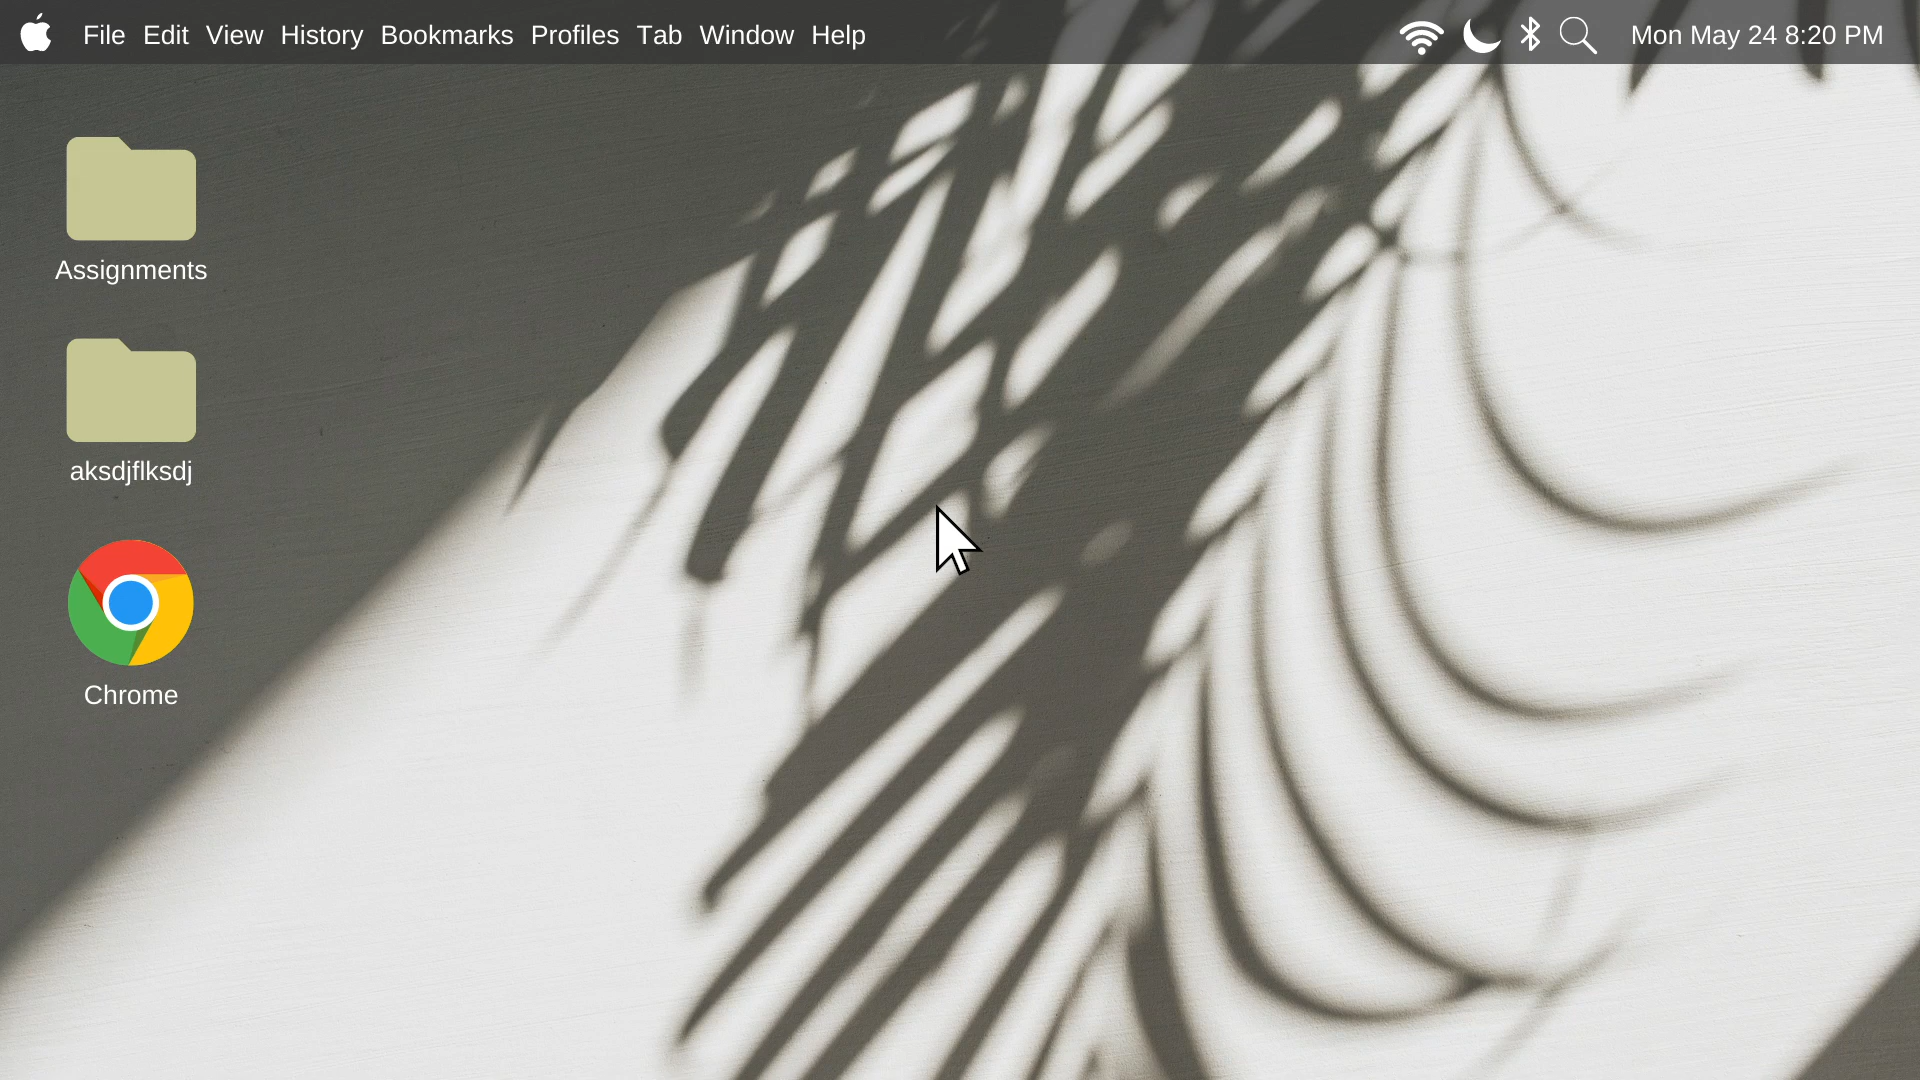 File Edit View History Bookmarks Profiles Tab Window Help Mon May 24 8:20 PM
Assignments
aksdjflksdj
Chrome